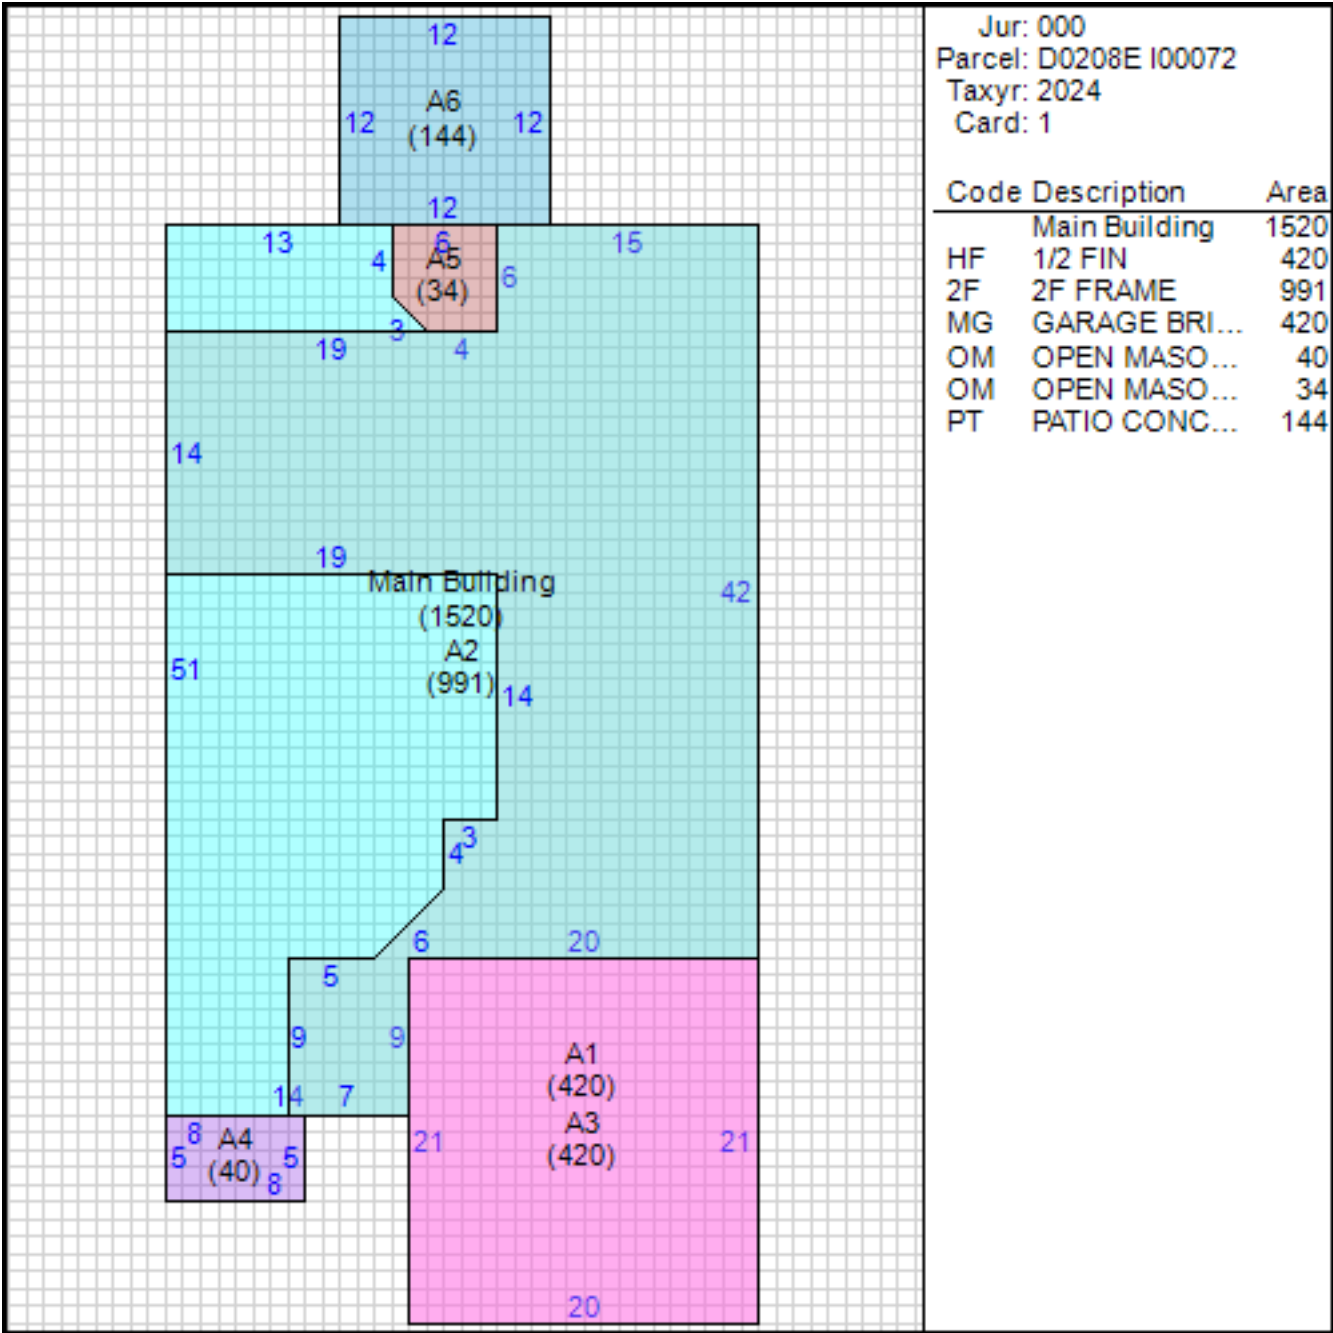 Jur: 000
Parcel: D0208E I00072
Taxyr: 2024
Card: 1
Code Description Area
Main Building 1520
HF 1/2 FIN 420
2F 2F FRAME 991
MG GARAGE BRI... 420
OM OPEN MASO... 40
OM OPEN MASO... 34
PT PATIO CONC... 144
12
A6
12 (144) 12
12
13 6 15
4 A5 6
(34)
3
19 4
14
19
Main Building
(1520)
42
A2
51 (991) 14
3
4
6 20
5
9 9
A1
(420)
14 7
A3
8 A4 21 (420) 21
5 (40) 5
8
20